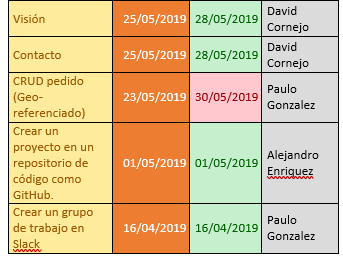 Visión 25/05/2019 28/05/2019 David
Cornejo
Contacto 25/05/2019 28/05/2019 David
Cornejo
CRUD pedido
(Geo-
referenciado) 23/05/2019 30/05/2019 Paulo
Gonzalez
Crear un
proyecto en un
repositorio de
código como
GitHub. 01/05/2019 01/05/2019 Alejandro
Enriquez
Crear un grupo
de trabajo en
Slack 16/04/2019 16/04/2019 Paulo
Gonzalez